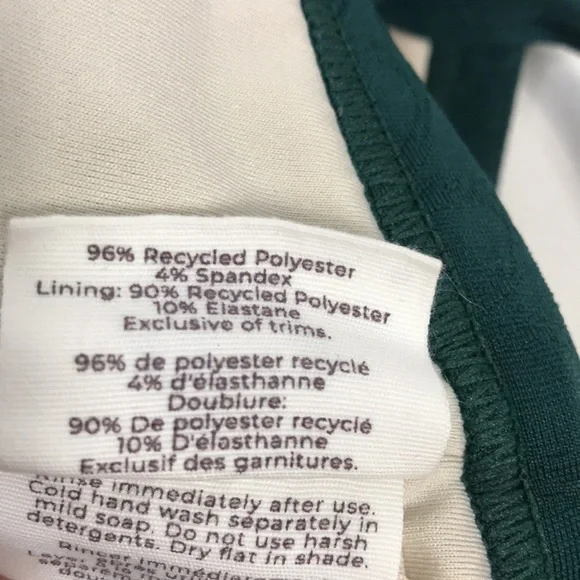 96% Recycled Polyester
4% Spandex
Lining: 90% Recycled Polyester
10% Elastane
Exclusive of trims.
96% de polyester recyclé
4% d'élasthanne
Doublure:
90% De polyester recyclé
10% D'élasthanne
Exclusif des garnitures.
Rinse immediately after use.
Cold hand wash separately in
mild soap. Do not use harsh
detergents. Dry flat in shade.
Rincer